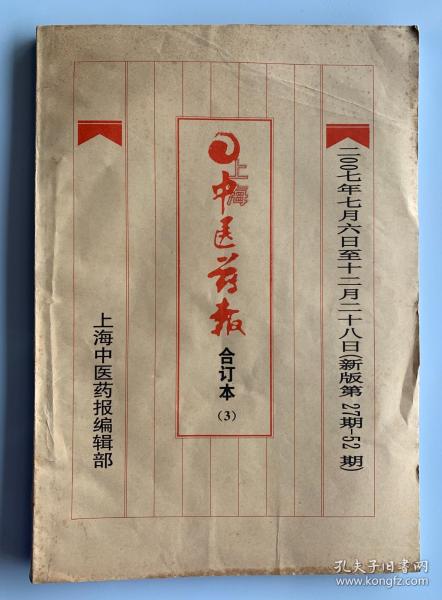 二〇〇七年七月六日至十二月二十八日(新版第27期-52期)
上海
中医药报
合订本
(3)
上海中医药报编辑部
孔夫子旧书网
www.kongfz.com